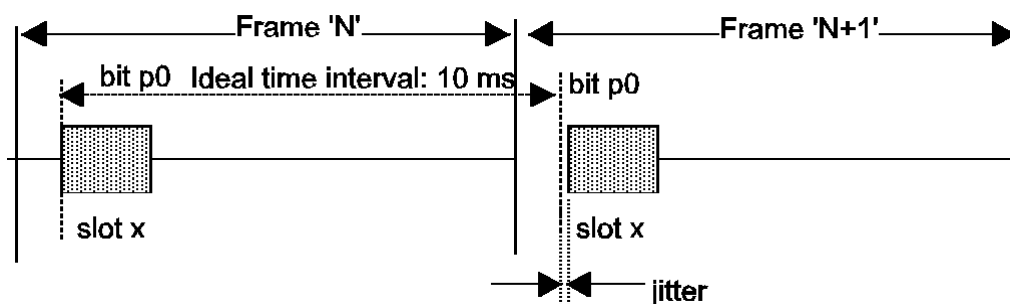 Frame 'N' Frame 'N+1'
bit p0 Ideal time interval: 10 ms bit p0
slot x slot x
jitter